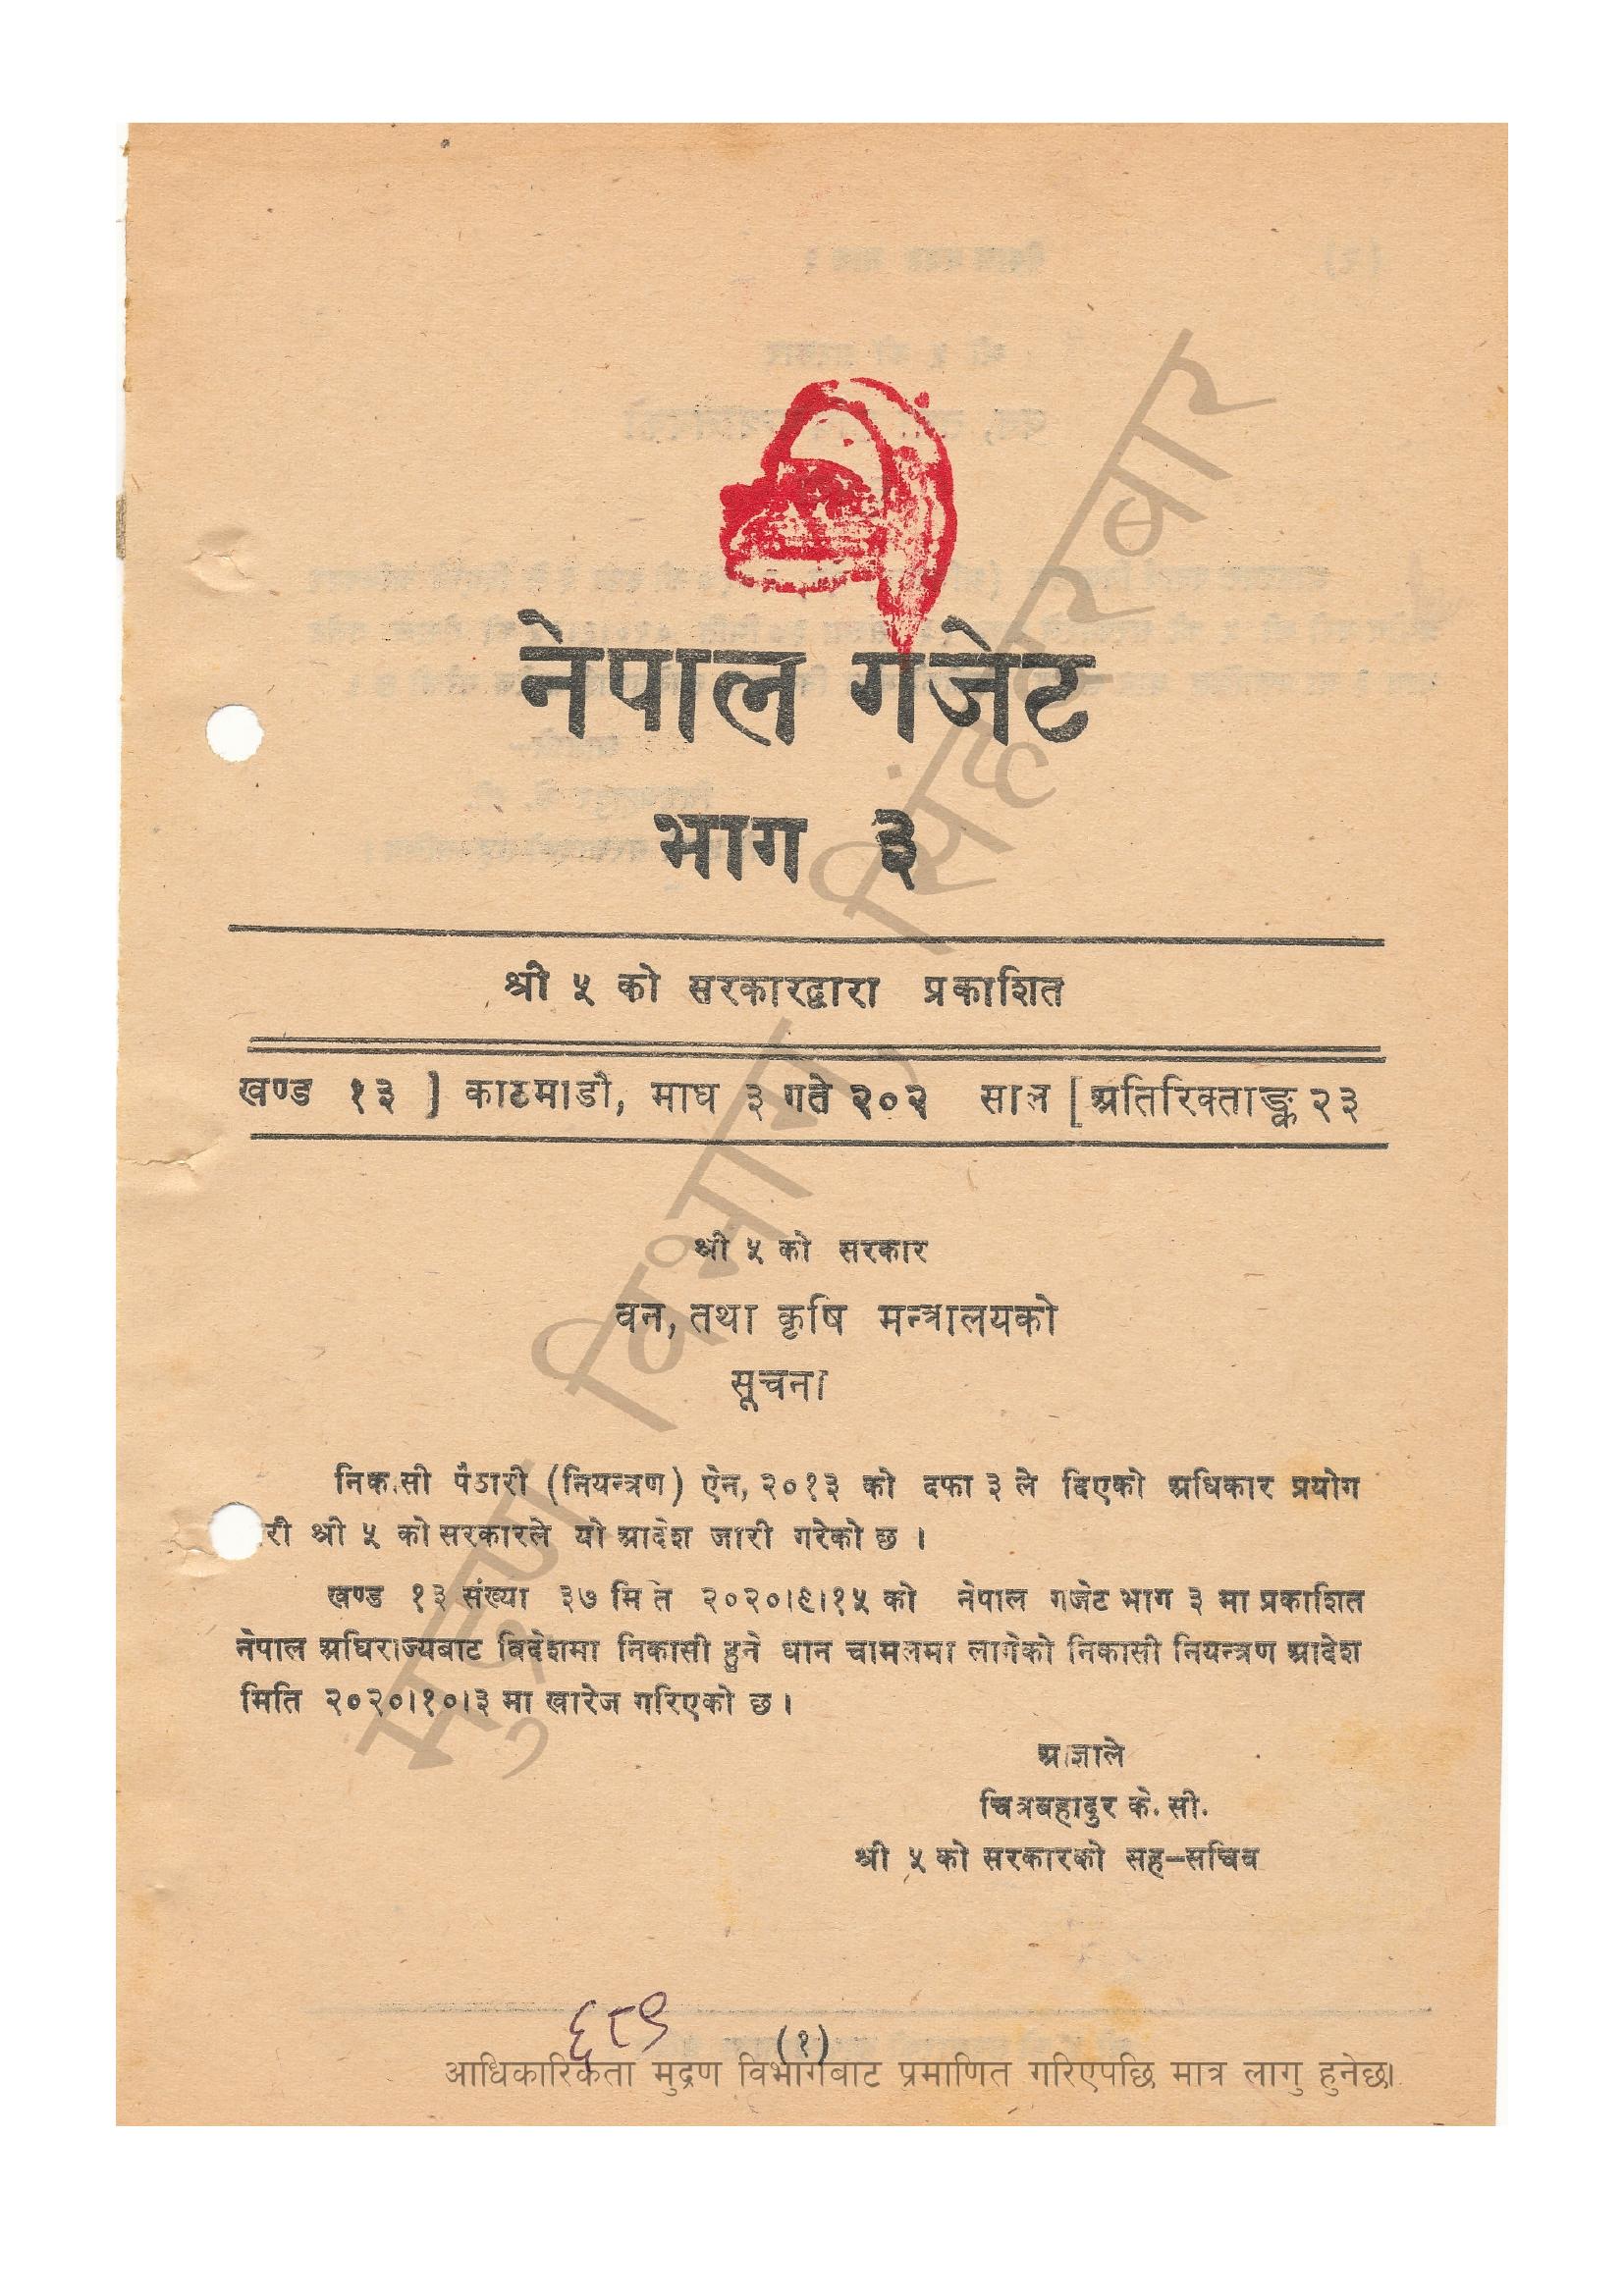 नेपाल गजेट
भाग ३
श्री ५ को सरकारद्वारा प्रकाशित
खण्ड १३ ] काठमाडौं, माघ ३ गते २०२ साल [ अतिरिक्ताङ्क २३
श्री ५ को सरकार
वन, तथा कृषि मन्त्रालयको
सूचना
निकासी पैठारी (नियन्त्रण) ऐन, २०१३ को दफा ३ ले दिएको अधिकार प्रयोग
री श्री ५ को सरकारले यो आदेश जारी गरेको छ ।
खण्ड १३ संख्या ३७ मिति २०२०।९।१५ को नेपाल गजेट भाग ३ मा प्रकाशित
नेपाल अधिराज्यबाट विदेशमा निकासी हुने धान चामलमा लागेको निकासी नियन्त्रण आदेश
मिति २०२०।१०।३ मा खारेज गरिएको छ ।
आज्ञाले
चित्रबहादुर के. सी.
श्री ५ को सरकारको सह-सचिव
६८९
(१)
आधिकारिकता मुद्रण विभागबाट प्रमाणित गरिएपछि मात्र लागु हुनेछ।
मुद्रण विभाग, सिंहदरबार